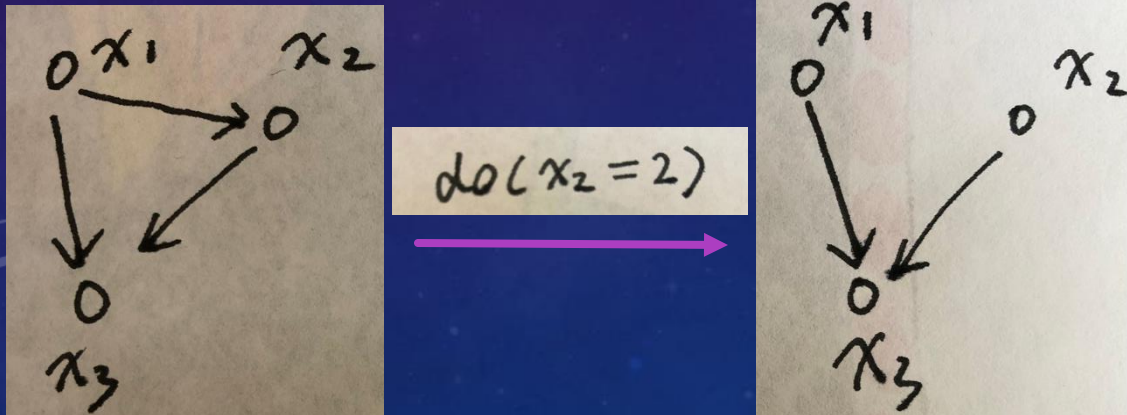 x₁ x₂
x₃
do(x₂=2)
x₁
x₂
x₃